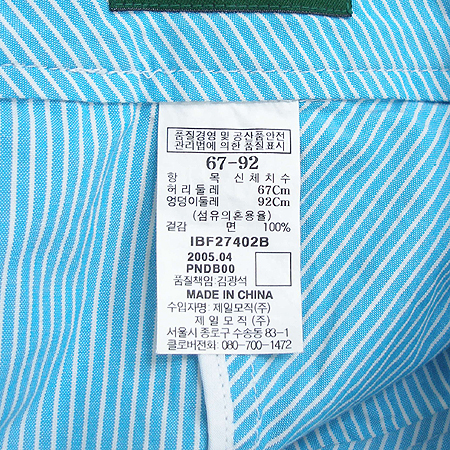 품질경영 및 공산품안전
관리법에 의한 품질표시
67-92
항 목 신체치수
허리둘레 67Cm
엉덩이둘레 92Cm
(섬유의혼용율)
겉감 면 100%
IBF27402B
2005.04
PNDB00
품질책임: 김광석
MADE IN CHINA
수입자명: 제일모직(주)
제일모직(주)
서울시 종로구 수송동 83-1
클로버전화: 080-700-1472